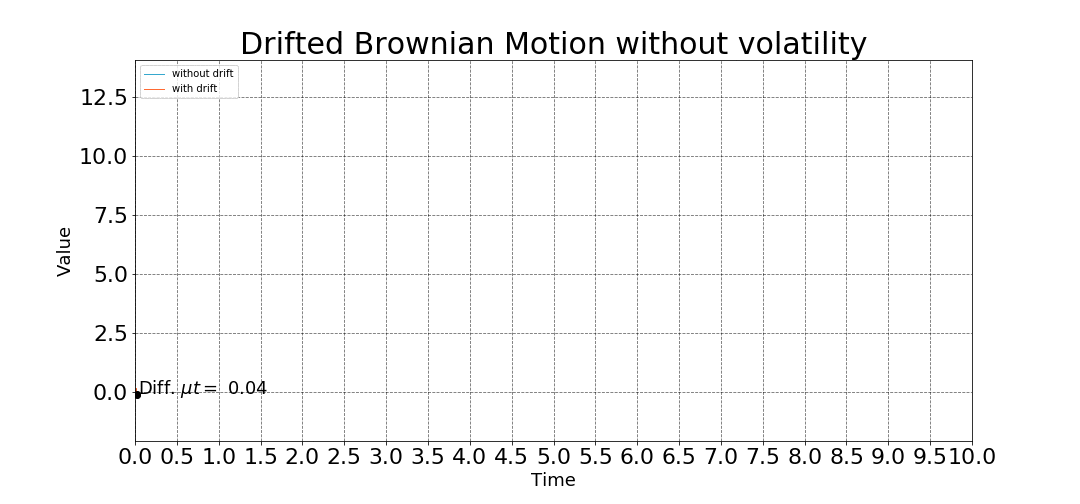 Drifted Brownian Motion without volatility
without drift
with drift
12.5
10.0
7.5
5.0
2.5
0.0
Value
Diff. μt = 0.04
0.0 0.5 1.0 1.5 2.0 2.5 3.0 3.5 4.0 4.5 5.0 5.5 6.0 6.5 7.0 7.5 8.0 8.5 9.0 9.5 10.0
Time